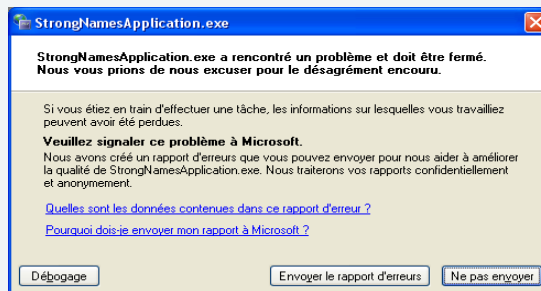 StrongNamesApplication.exe
StrongNamesApplication.exe a rencontré un problème et doit être fermé.
Nous vous prions de nous excuser pour le désagrément encouru.
Si vous étiez en train d'effectuer une tâche, les informations sur lesquelles vous travailliez
peuvent avoir été perdues.
Veuillez signaler ce problème à Microsoft.
Nous avons créé un rapport d'erreurs que vous pouvez envoyer pour nous aider à améliorer
la qualité de StrongNamesApplication.exe. Nous traiterons vos rapports confidentiellement
et anonymement.
Quelles sont les données contenues dans ce rapport d'erreur ?
Pourquoi dois-je envoyer mon rapport à Microsoft ?
Débogage
Envoyer le rapport d'erreurs
Ne pas envoyer